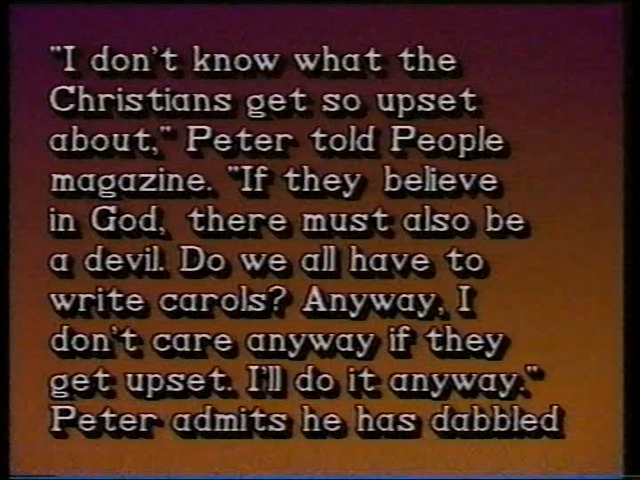 "I don't know what the
Christians get so upset
about," Peter told People
magazine. "If they believe
in God, there must also be
a devil. Do we all have to
write carols? Anyway, I
don't care anyway if they
get upset. I'll do it anyway."
Peter admits he has dabbled